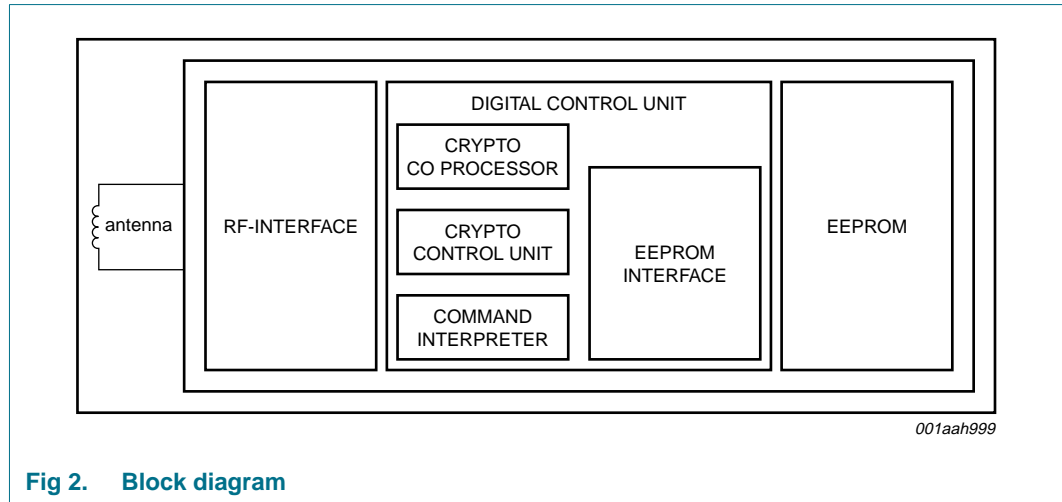 DIGITAL CONTROL UNIT
CRYPTO
CO PROCESSOR
antenna
RF-INTERFACE
CRYPTO
CONTROL UNIT
EEPROM
INTERFACE
EEPROM
COMMAND
INTERPRETER
001aah999
Fig 2. Block diagram